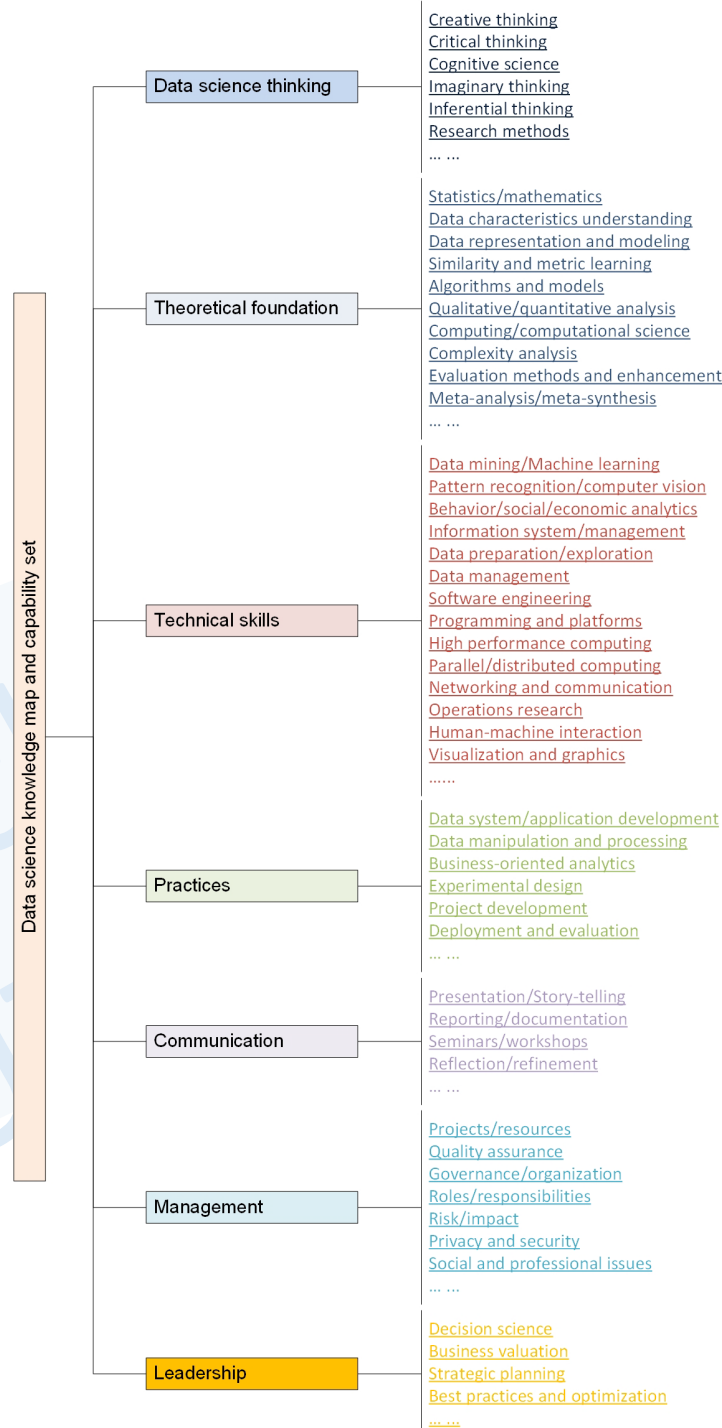 Data science knowledge map and capability set
Data science thinking
Creative thinking
Critical thinking
Cognitive science
Imaginary thinking
Inferential thinking
Research methods
... ...
Theoretical foundation
Statistics/mathematics
Data characteristics understanding
Data representation and modeling
Similarity and metric learning
Algorithms and models
Qualitative/quantitative analysis
Computing/computational science
Complexity analysis
Evaluation methods and enhancement
Meta-analysis/meta-synthesis
... ...
Technical skills
Data mining/Machine learning
Pattern recognition/computer vision
Behavior/social/economic analytics
Information system/management
Data preparation/exploration
Data management
Software engineering
Programming and platforms
High performance computing
Parallel/distributed computing
Networking and communication
Operations research
Human-machine interaction
Visualization and graphics
......
Practices
Data system/application development
Data manipulation and processing
Business-oriented analytics
Experimental design
Project development
Deployment and evaluation
... ...
Communication
Presentation/Story-telling
Reporting/documentation
Seminars/workshops
Reflection/refinement
... ...
Management
Projects/resources
Quality assurance
Governance/organization
Roles/responsibilities
Risk/impact
Privacy and security
Social and professional issues
... ...
Leadership
Decision science
Business valuation
Strategic planning
Best practices and optimization
... ...